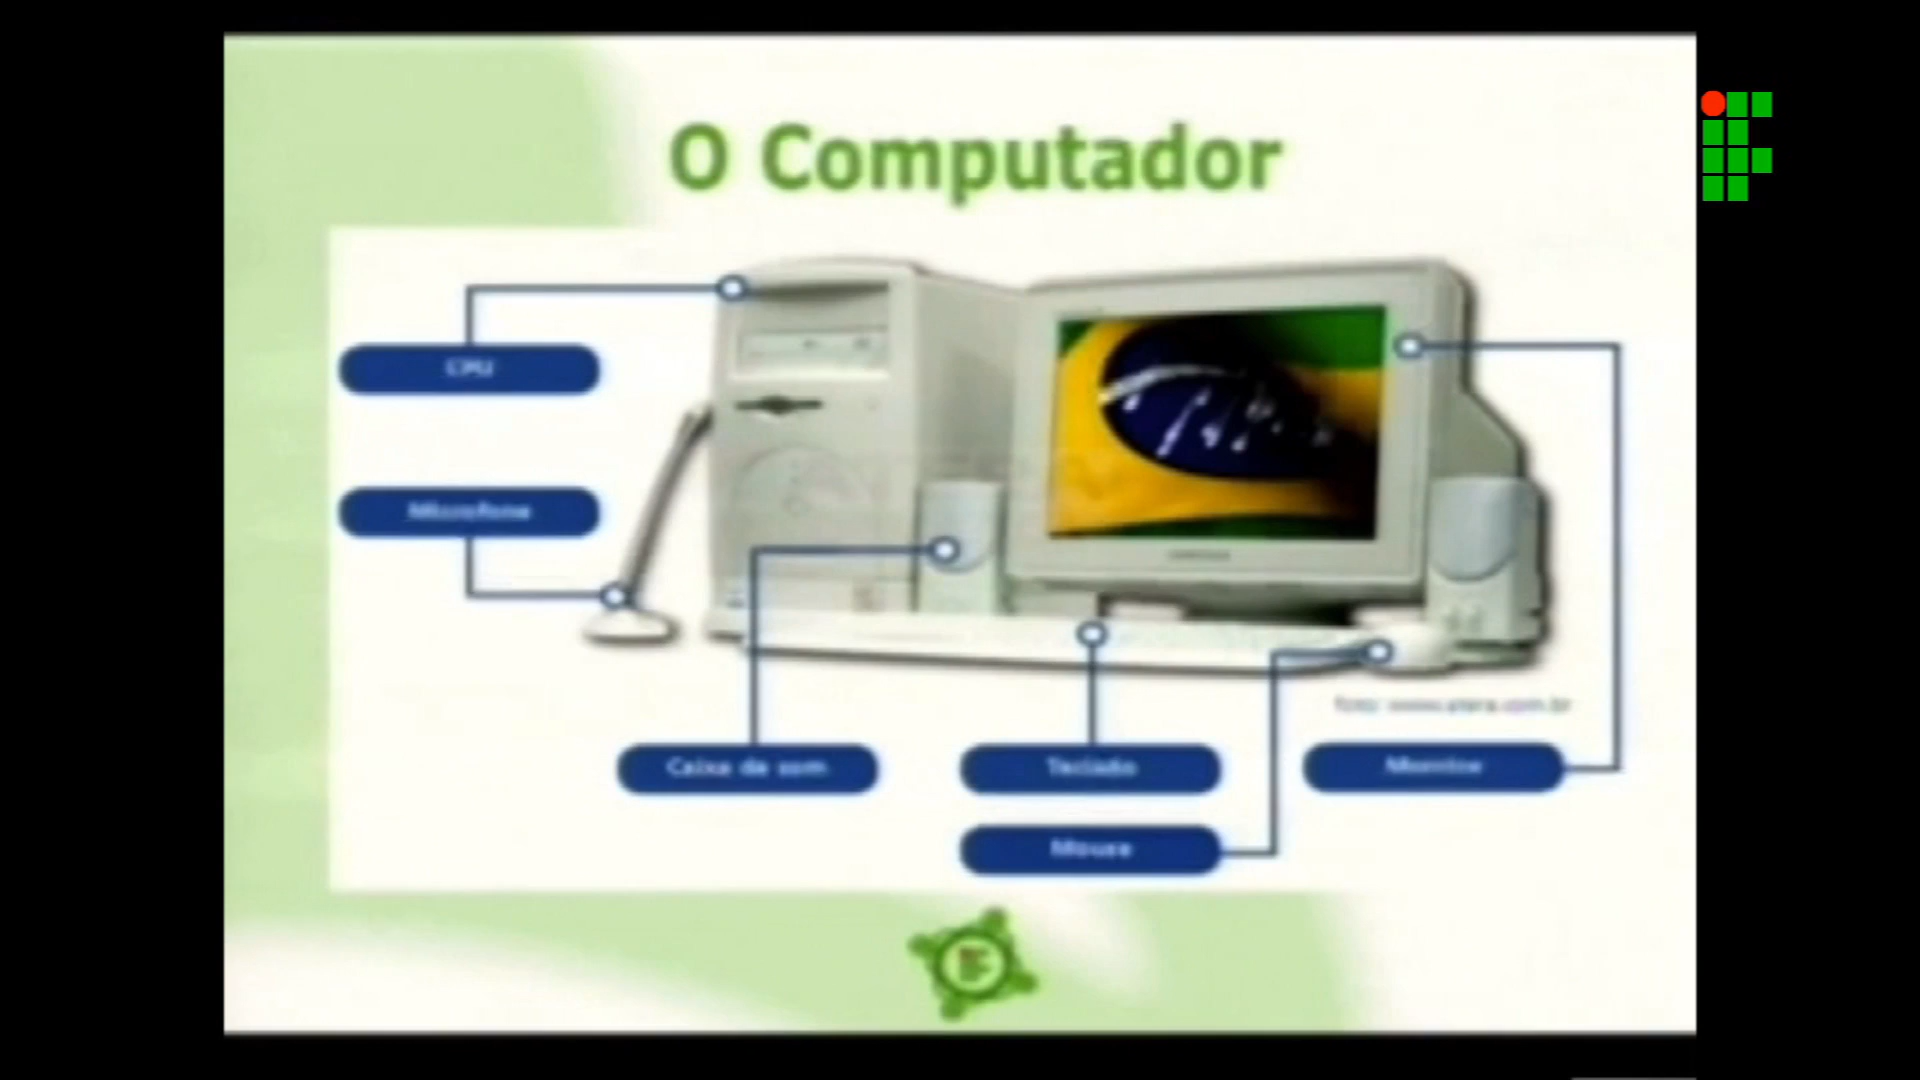 O Computador
CPU
Microfone
Caixa de som
Teclado
Monitor
Mouse